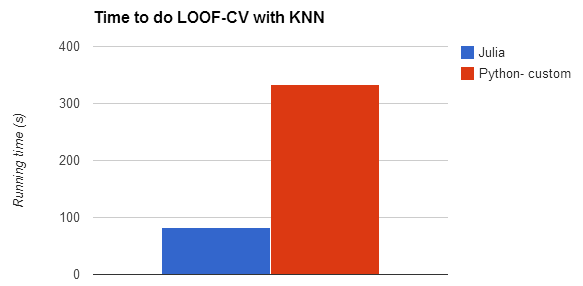 Time to do LOOF-CV with KNN
400
300
200
100
0
Running time (s)
Julia
Python- custom